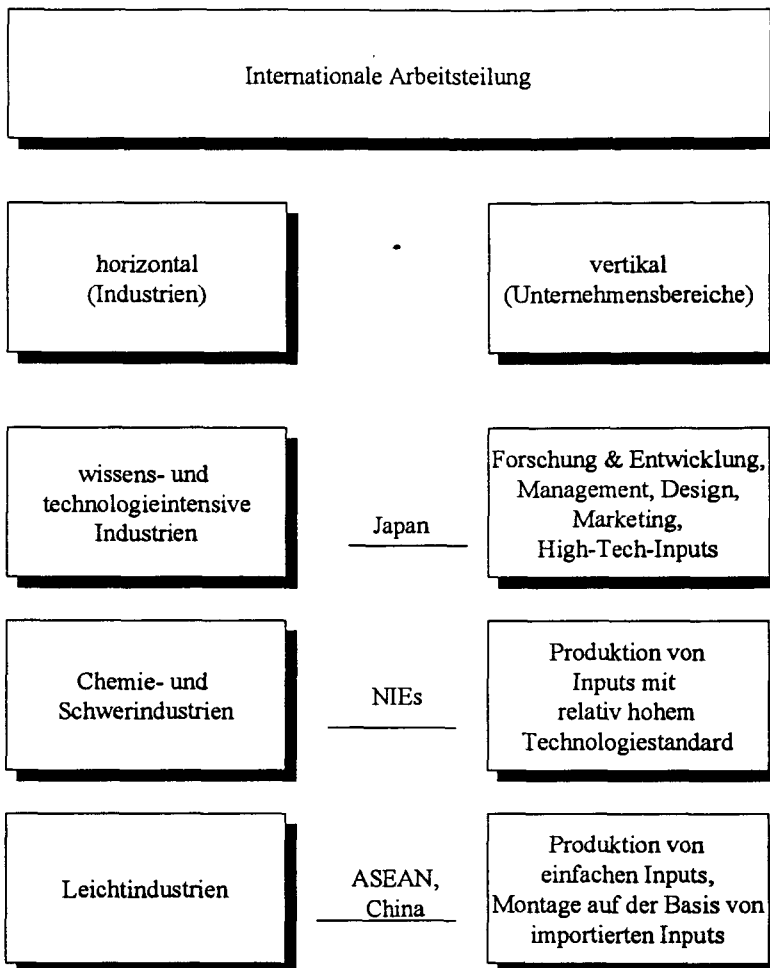 Internationale Arbeitsteilung
horizontal
(Industrien)
vertikal
(Unternehmensbereiche)
wissens- und
technologieintensive
Industrien
Japan
Forschung & Entwicklung,
Management, Design,
Marketing,
High-Tech-Inputs
Chemie- und
Schwerindustrien
NIEs
Produktion von
Inputs mit
relativ hohem
Technologiestandard
Leichtindustrien
ASEAN,
China
Produktion von
einfachen Inputs,
Montage auf der Basis von
importierten Inputs